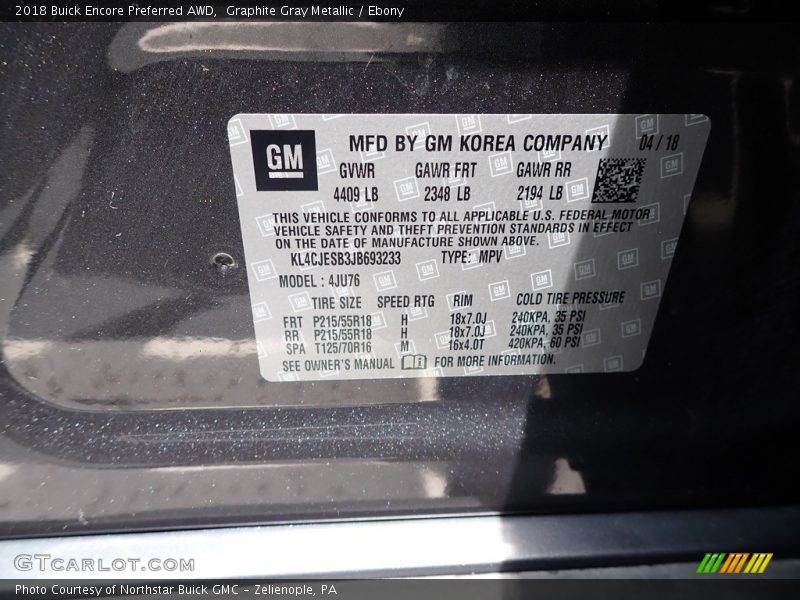 2018 Buick Encore Preferred AWD,  Graphite Gray Metallic / Ebony
GM
MFD BY GM KOREA COMPANY 04 / 18
GVWR GAWR FRT GAWR RR
4409 LB 2348 LB 2194 LB
THIS VEHICLE CONFORMS TO ALL APPLICABLE U.S. FEDERAL MOTOR
VEHICLE SAFETY AND THEFT PREVENTION STANDARDS IN EFFECT
ON THE DATE OF MANUFACTURE SHOWN ABOVE.
KL4CJESB3JB693233 TYPE: MPV
MODEL : 4JU76
TIRE SIZE SPEED RTG RIM COLD TIRE PRESSURE
FRT P215/55R18 H 18x7.0J 240KPA, 35 PSI
RR P215/55R18 H 18x7.0J 240KPA, 35 PSI
SPA T125/70R16 M 16x4.0T 420KPA, 60 PSI
SEE OWNER'S MANUAL FOR MORE INFORMATION.
GTCARLOT.COM
Photo Courtesy of Northstar Buick GMC - Zelienople, PA